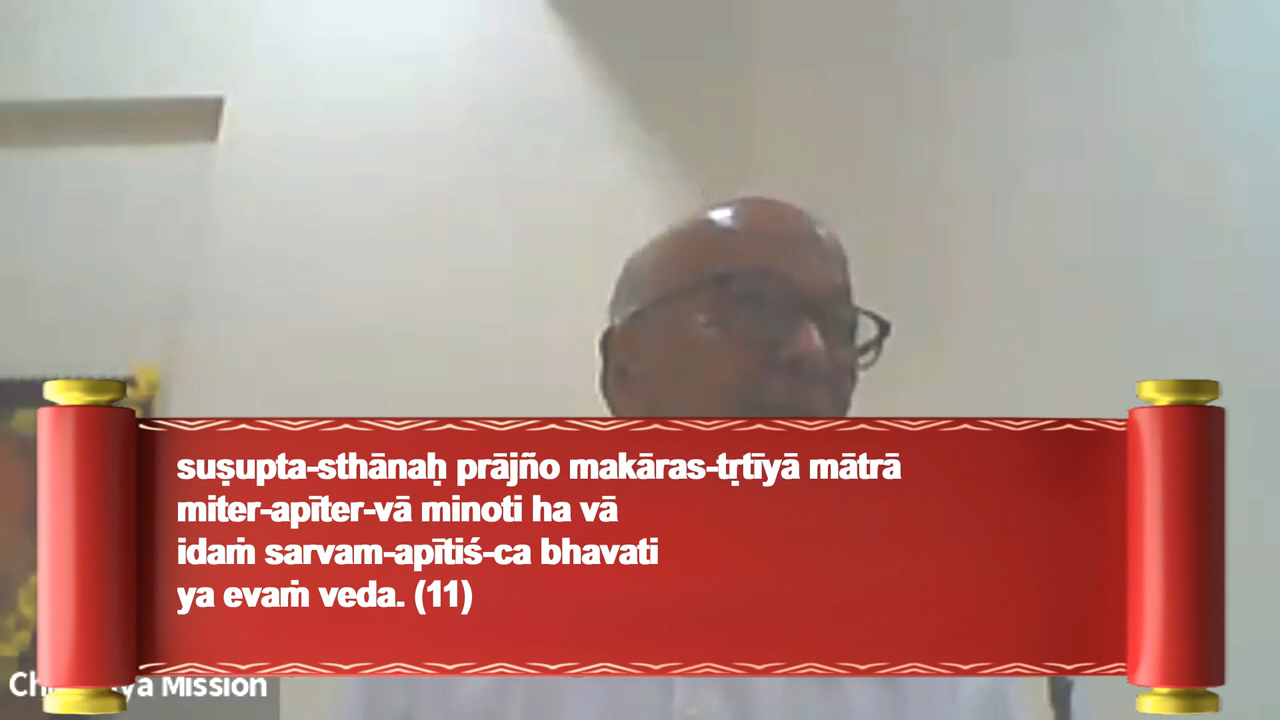 suṣupta-sthānaḥ prājño makāras-tṛtīyā mātrā
miter-apīter-vā minoti ha vā
idaṁ sarvam-apītiś-ca bhavati
ya evaṁ veda. (11)
Mission